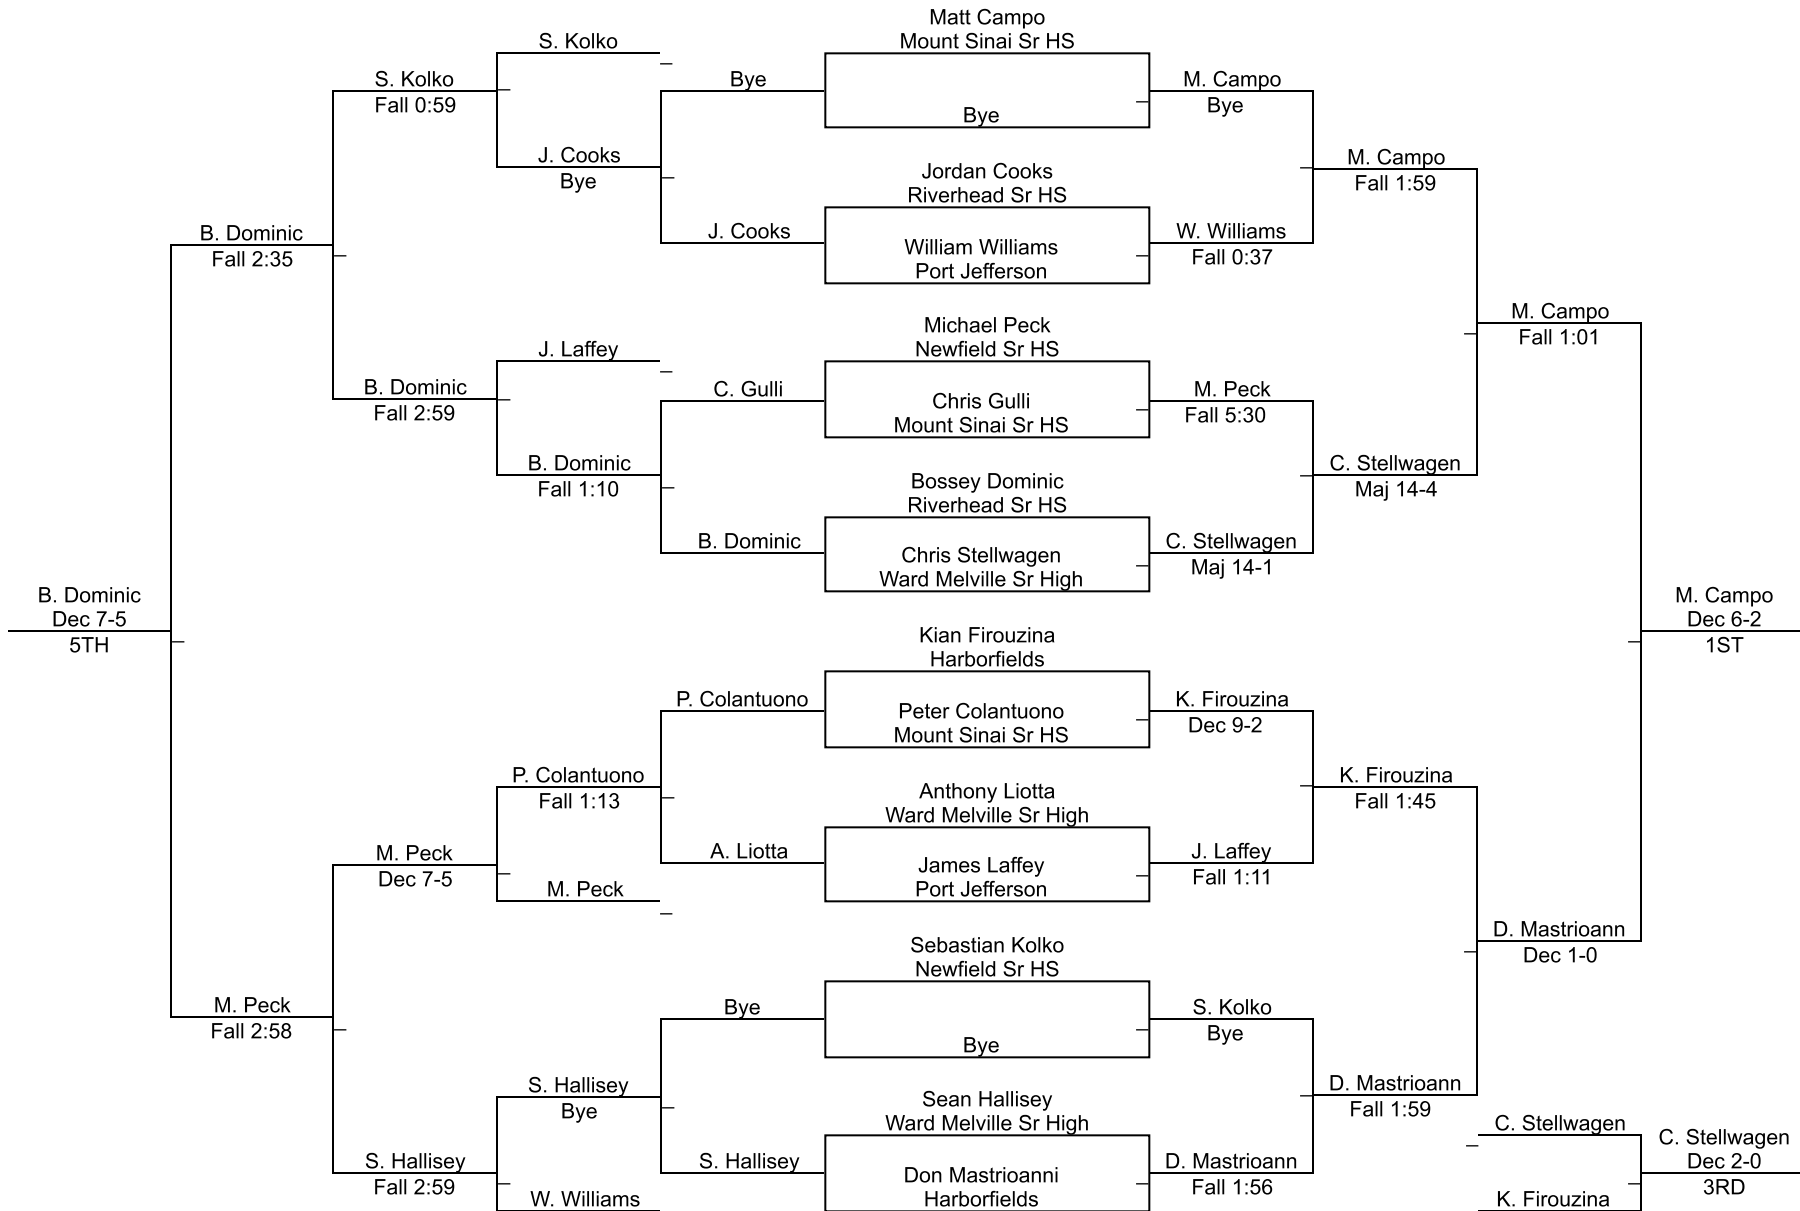 Matt Campo
S. Kolko
Mount Sinai Sr HS
S. Kolko
Bye
M. Campo
Fall 0:59
Bye
Bye
J. Cooks
M. Campo
Bye
Jordan Cooks
Fall 1:59
Riverhead Sr HS
B. Dominic
J. Cooks
W. Williams
Fall 2:35
William Williams
Fall 0:37
Port Jefferson
M. Campo
Michael Peck
Fall 1:01
J. Laffey
Newfield Sr HS
B. Dominic
C. Gulli
M. Peck
Fall 2:59
Chris Gulli
Fall 5:30
Mount Sinai Sr HS
B. Dominic
C. Stellwagen
Fall 1:10
Bossey Dominic
Maj 14-4
Riverhead Sr HS
B. Dominic
C. Stellwagen
Chris Stellwagen
Maj 14-1
Ward Melville Sr High
B. Dominic
M. Campo
Dec 7-5
Dec 6-2
5TH
Kian Firouzina
1ST
Harborfields
P. Colantuono
K. Firouzina
Peter Colantuono
Dec 9-2
Mount Sinai Sr HS
P. Colantuono
K. Firouzina
Fall 1:13
Anthony Liotta
Fall 1:45
Ward Melville Sr High
M. Peck
A. Liotta
J. Laffey
Dec 7-5
James Laffey
Fall 1:11
M. Peck
Port Jefferson
D. Mastrioann
Sebastian Kolko
Dec 1-0
Newfield Sr HS
M. Peck
Bye
S. Kolko
Fall 2:58
Bye
Bye
S. Hallisey
D. Mastrioann
Bye
Sean Hallisey
Fall 1:59
Ward Melville Sr High
C. Stellwagen
C. Stellwagen
S. Hallisey
S. Hallisey
D. Mastrioann
Dec 2-0
Fall 2:59
Don Mastrioanni
Fall 1:56
3RD
W. Williams
Harborfields
K. Firouzina